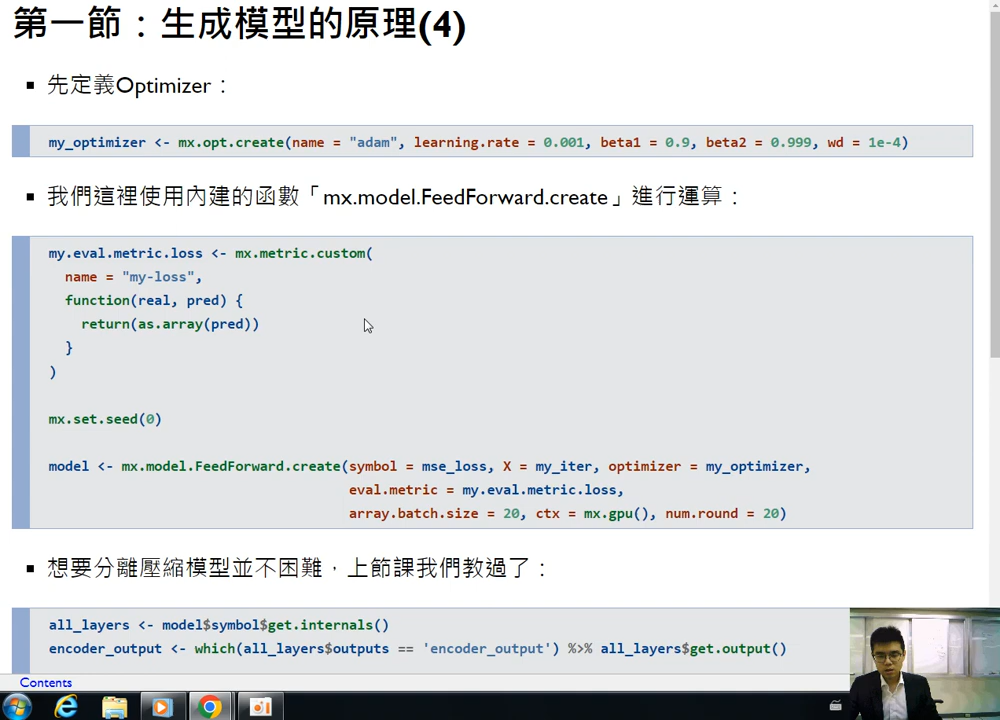 第一節：生成模型的原理(4)
先定義Optimizer：
my_optimizer <- mx.opt.create(name = "adam", learning.rate = 0.001, beta1 = 0.9, beta2 = 0.999, wd = 1e-4)
我們這裡使用內建的函數「mx.model.FeedForward.create」進行運算：
my.eval.metric.loss <- mx.metric.custom(
name = "my-loss",
function(real, pred) {
return(as.array(pred))
}
)
mx.set.seed(0)
model <- mx.model.FeedForward.create(symbol = mse_loss, X = my_iter, optimizer = my_optimizer,
eval.metric = my.eval.metric.loss,
array.batch.size = 20, ctx = mx.gpu(), num.round = 20)
想要分離壓縮模型並不困難，上節課我們教過了：
all_layers <- model$symbol$get.internals()
encoder_output <- which(all_layers$outputs == 'encoder_output') %>% all_layers$get.output()
Contents